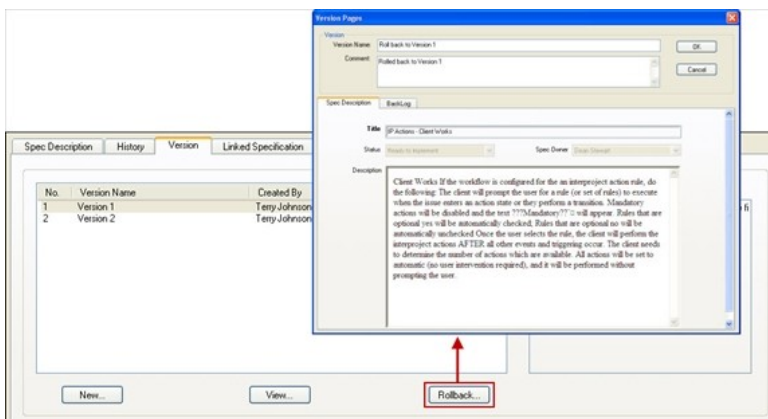 Version Pages
Version
Version Name: Roll back to Version 1
OK
Comment: Rolled back to Version 1
Cancel
Spec Description BackLog
Title IP Actions - Client Works
Status Needs to Implement Spec Owner Dean Stewart
Description
Client Works If the workflow is configured for the an interproject action rule, do
the following: The client will prompt the user for a rule (or set of rules) to execute
when the issue enters an action state or they perform a transition. Mandatory
actions will be disabled and the text ???Mandatory??¨ will appear. Rules that are
optional yes will be automatically checked; Rules that are optional no will be
automatically unchecked Once the user selects the rule, the client will perform the
interproject actions AFTER all other events and triggering occur. The client needs
to determine the number of actions which are available. All actions will be set to
automatic (no user intervention required), and it will be performed without
prompting the user.
Spec Description History Version Linked Specification
No. Version Name Created By
1 Version 1 Terry Johnson
2 Version 2 Terry Johnson
New... View... Rollback...